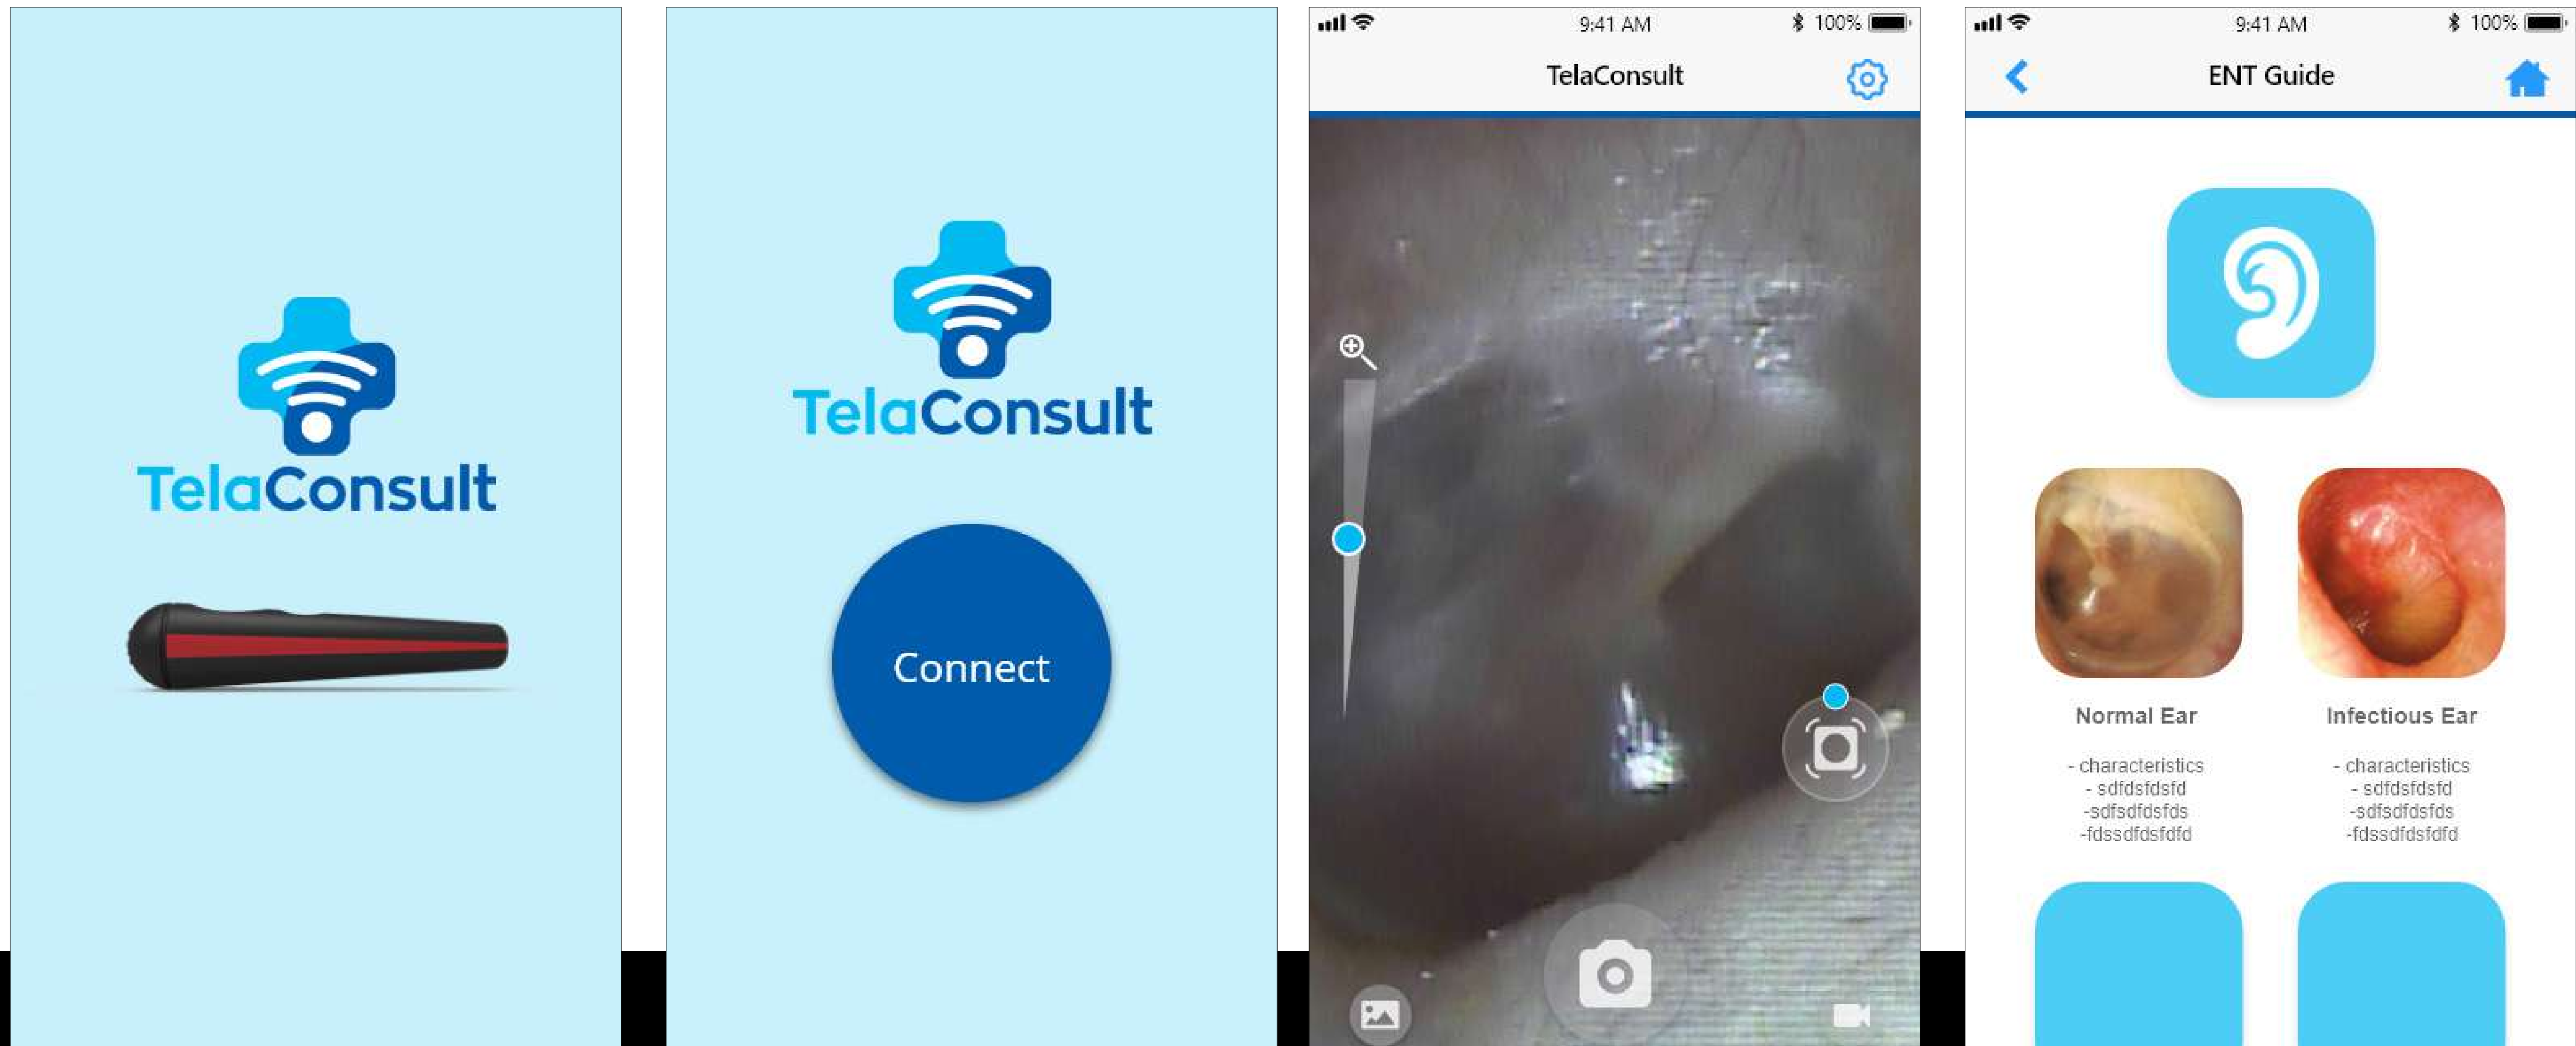 TelaConsult
TelaConsult
Connect
9:41 AM
100%
TelaConsult
9:41 AM
100%
ENT Guide
Normal Ear
- characteristics
- sdfdsfdsfd
-sdfsdfdsfds
-fdssdfdsfdfd
Infectious Ear
- characteristics
- sdfdsfdsfd
-sdfsdfdsfds
-fdssdfdsfdfd